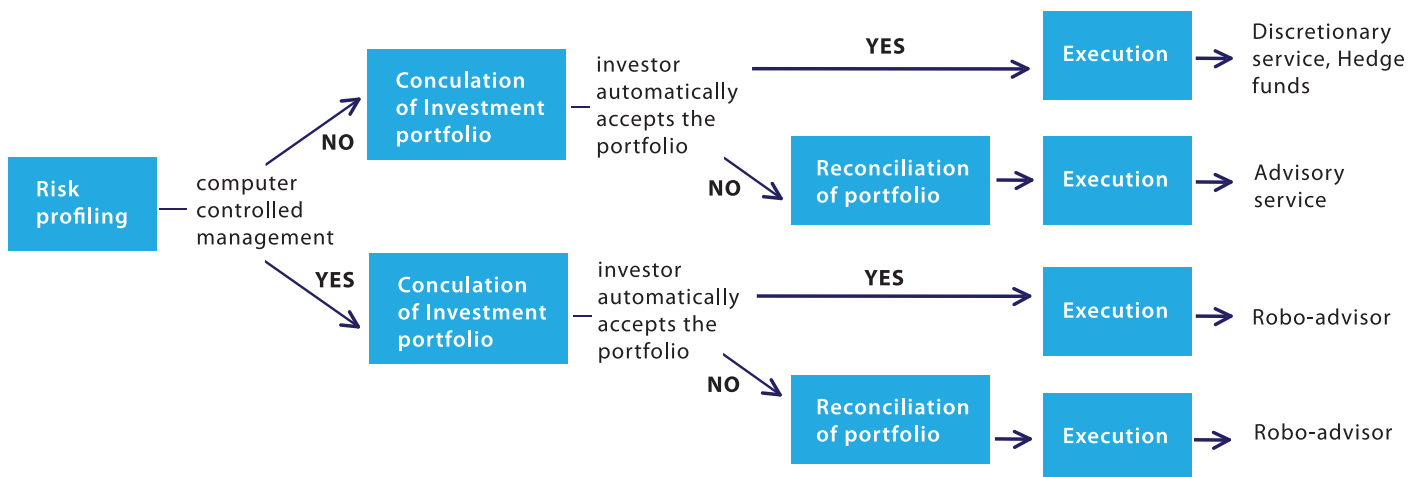 Risk
profiling
computer
controlled
management
NO
Conculation
of Investment
portfolio
investor
automatically
accepts the
portfolio
YES
Execution
Discretionary
service, Hedge
funds
NO
Reconciliation
of portfolio
Execution
Advisory
service
YES
Conculation
of Investment
portfolio
investor
automatically
accepts the
portfolio
YES
Execution
Robo-advisor
NO
Reconciliation
of portfolio
Execution
Robo-advisor